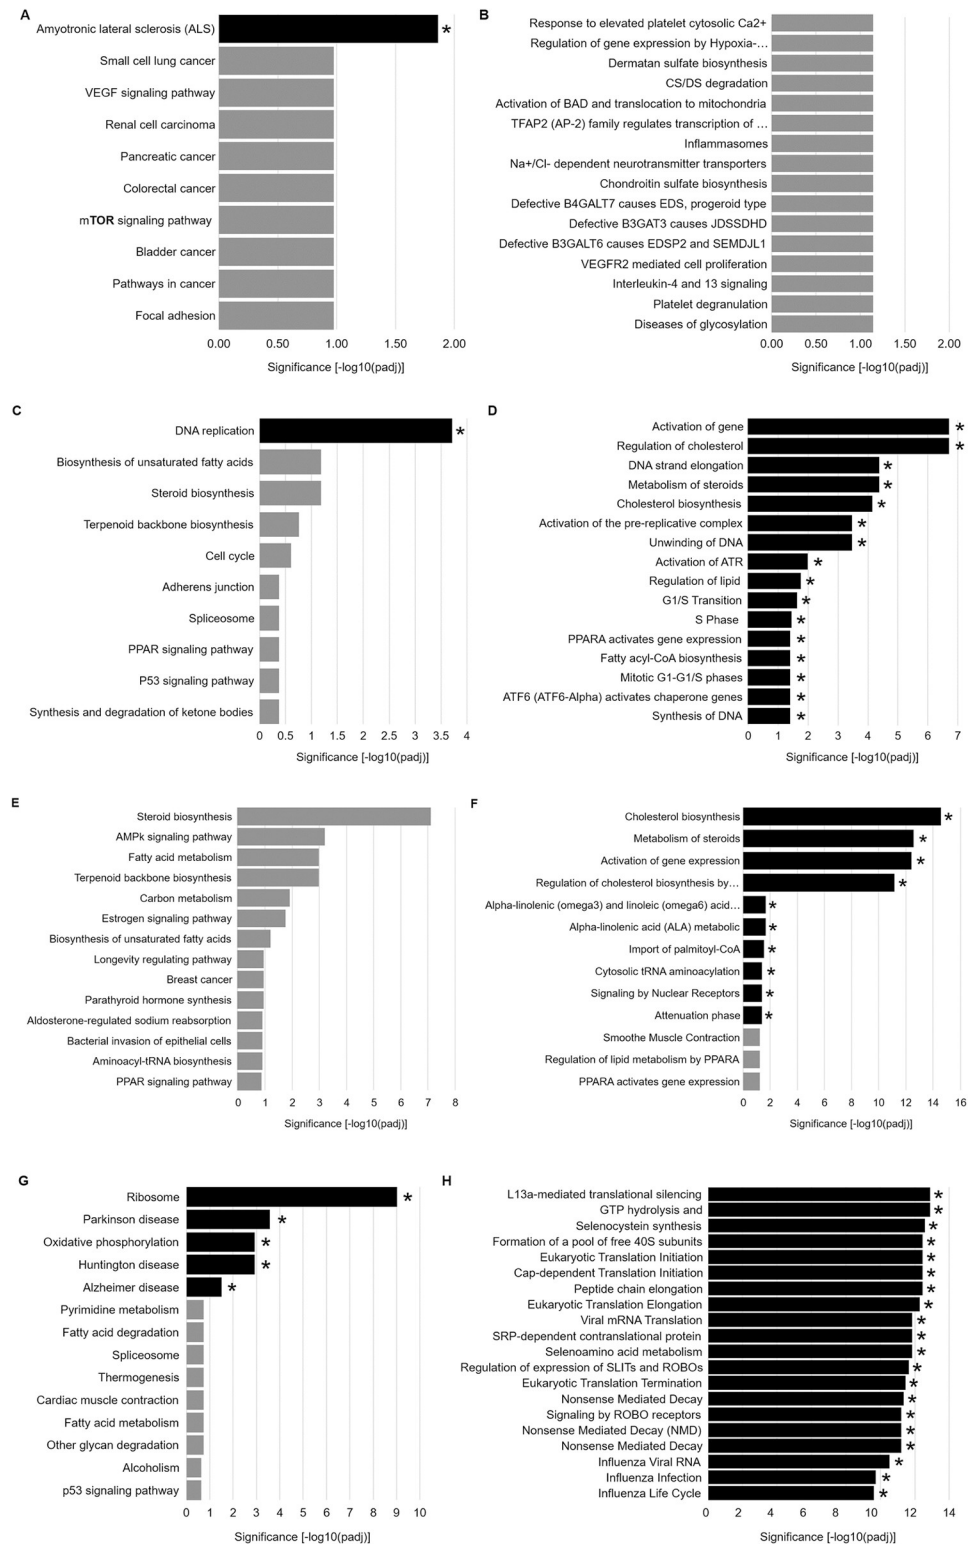 A
Amyotronic lateral sclerosis (ALS)
*
Small cell lung cancer
VEGF signaling pathway
Renal cell carcinoma
Pancreatic cancer
Colorectal cancer
mTOR signaling pathway
Bladder cancer
Pathways in cancer
Focal adhesion
0.00 0.50 1.00 1.50 2.00
Significance [-log10(padj)]
B
Response to elevated platelet cytosolic Ca2+
Regulation of gene expression by Hypoxia-…
Dermatan sulfate biosynthesis
CS/DS degradation
Activation of BAD and translocation to mitochondria
TFAP2 (AP-2) family regulates transcription of …
Inflammasomes
Na+/Cl- dependent neurotransmitter transporters
Chondroitin sulfate biosynthesis
Defective B4GALT7 causes EDS, progeroid type
Defective B3GAT3 causes JDSSDHD
Defective B3GALT6 causes EDSP2 and SEMDJL1
VEGFR2 mediated cell proliferation
Interleukin-4 and 13 signaling
Platelet degranulation
Diseases of glycosylation
0.00 0.50 1.00 1.50 2.00
Significance [-log10(padj)]
C
DNA replication *
Biosynthesis of unsaturated fatty acids
Steroid biosynthesis
Terpenoid backbone biosynthesis
Cell cycle
Adherens junction
Spliceosome
PPAR signaling pathway
P53 signaling pathway
Synthesis and degradation of ketone bodies
0 0.5 1 1.5 2 2.5 3 3.5 4
Significance [-log10(padj)]
D
Activation of gene *
Regulation of cholesterol *
DNA strand elongation *
Metabolism of steroids *
Cholesterol biosynthesis *
Activation of the pre-replicative complex *
Unwinding of DNA *
Activation of ATR *
Regulation of lipid *
G1/S Transition *
S Phase *
PPARA activates gene expression *
Fatty acyl-CoA biosynthesis *
Mitotic G1-G1/S phases *
ATF6 (ATF6-Alpha) activates chaperone genes *
Synthesis of DNA *
0 1 2 3 4 5 6 7
Significance [-log10(padj)]
E
Steroid biosynthesis
AMPk signaling pathway
Fatty acid metabolism
Terpenoid backbone biosynthesis
Carbon metabolism
Estrogen signaling pathway
Biosynthesis of unsaturated fatty acids
Longevity regulating pathway
Breast cancer
Parathyroid hormone synthesis
Aldosterone-regulated sodium reabsorption
Bacterial invasion of epithelial cells
Aminoacyl-tRNA biosynthesis
PPAR signaling pathway
0 1 2 3 4 5 6 7 8
Significance [-log10(padj)]
F
Cholesterol biosynthesis *
Metabolism of steroids *
Activation of gene expression *
Regulation of cholesterol biosynthesis by… *
Alpha-linolenic (omega3) and linoleic (omega6) acid… *
Alpha-linolenic acid (ALA) metabolic *
Import of palmitoyl-CoA *
Cytosolic tRNA aminoacylation *
Signaling by Nuclear Receptors *
Attenuation phase *
Smoothe Muscle Contraction
Regulation of lipid metabolism by PPARA
PPARA activates gene expression
0 2 4 6 8 10 12 14 16
Significance [-log10(padj)]
G
Ribosome *
Parkinson disease *
Oxidative phosphorylation *
Huntington disease *
Alzheimer disease *
Pyrimidine metabolism
Fatty acid degradation
Spliceosome
Thermogenesis
Cardiac muscle contraction
Fatty acid metabolism
Other glycan degradation
Alcoholism
p53 signaling pathway
0 1 2 3 4 5 6 7 8 9 10
Significance [-log10(padj)]
H
L13a-mediated translational silencing *
GTP hydrolysis and *
Selenocystein synthesis *
Formation of a pool of free 40S subunits *
Eukaryotic Translation Initiation *
Cap-dependent Translation Initiation *
Peptide chain elongation *
Eukaryotic Translation Elongation *
Viral mRNA Translation *
SRP-dependent contranslational protein *
Selenoamino acid metabolism *
Regulation of expression of SLITs and ROBOs *
Eukaryotic Translation Termination *
Nonsense Mediated Decay *
Signaling by ROBO receptors *
Nonsense Mediated Decay (NMD) *
Nonsense Mediated Decay *
Influenza Viral RNA *
Influenza Infection *
Influenza Life Cycle *
0 2 4 6 8 10 12 14
Significance [-log10(padj)]